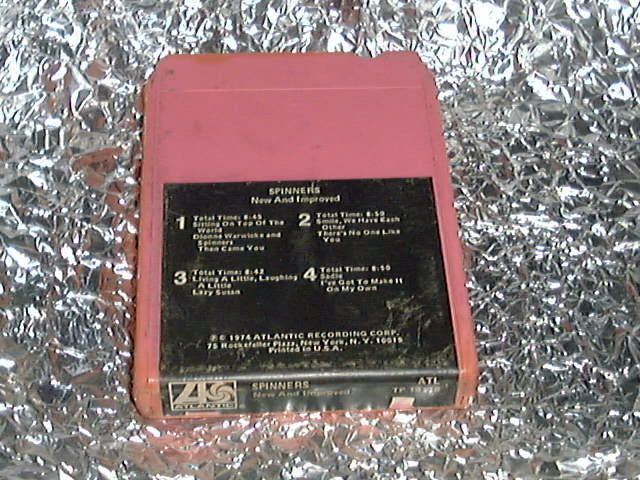 SPINNERS
New And Improved
1 Total Time: 8:45
Sitting On Top Of The
World
Dionne Warwicke and
Spinners
Then Came You
2 Total Time: 8:50
Smile, We Have Each
Other
There's No One Like
You
3 Total Time: 8:42
Living A Little, Laughing
A Little
Lazy Susan
4 Total Time: 8:10
Sadie
I've Got To Make It
On My Own
℗ © 1974 ATLANTIC RECORDING CORP.
75 Rockefeller Plaza, New York, N.Y. 10019
Printed in U.S.A.
ATLANTIC
SPINNERS
New And Improved
ATL
TP